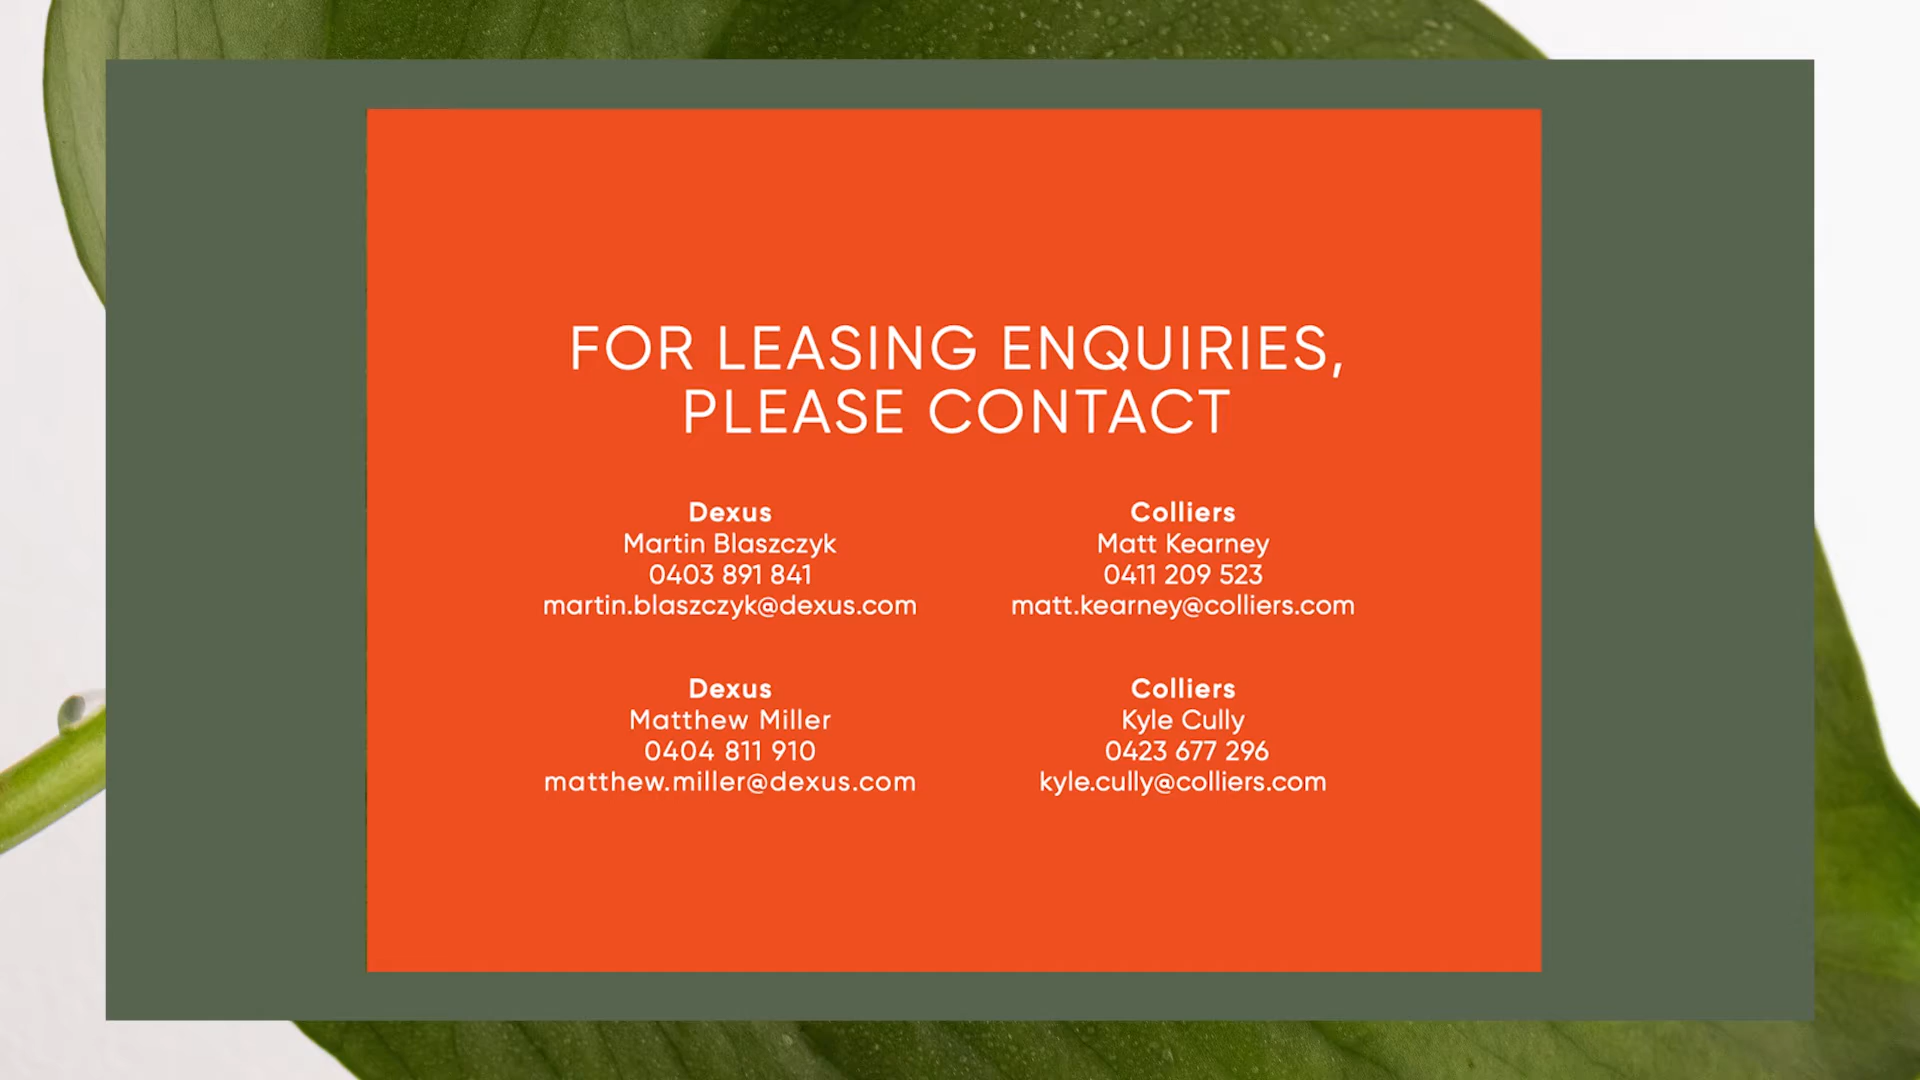 FOR LEASING ENQUIRIES,
PLEASE CONTACT
Dexus
Martin Blaszczyk
0403 891 841
martin.blaszczyk@dexus.com
Colliers
Matt Kearney
0411 209 523
matt.kearney@colliers.com
Dexus
Matthew Miller
0404 811 910
matthew.miller@dexus.com
Colliers
Kyle Cully
0423 677 296
kyle.cully@colliers.com